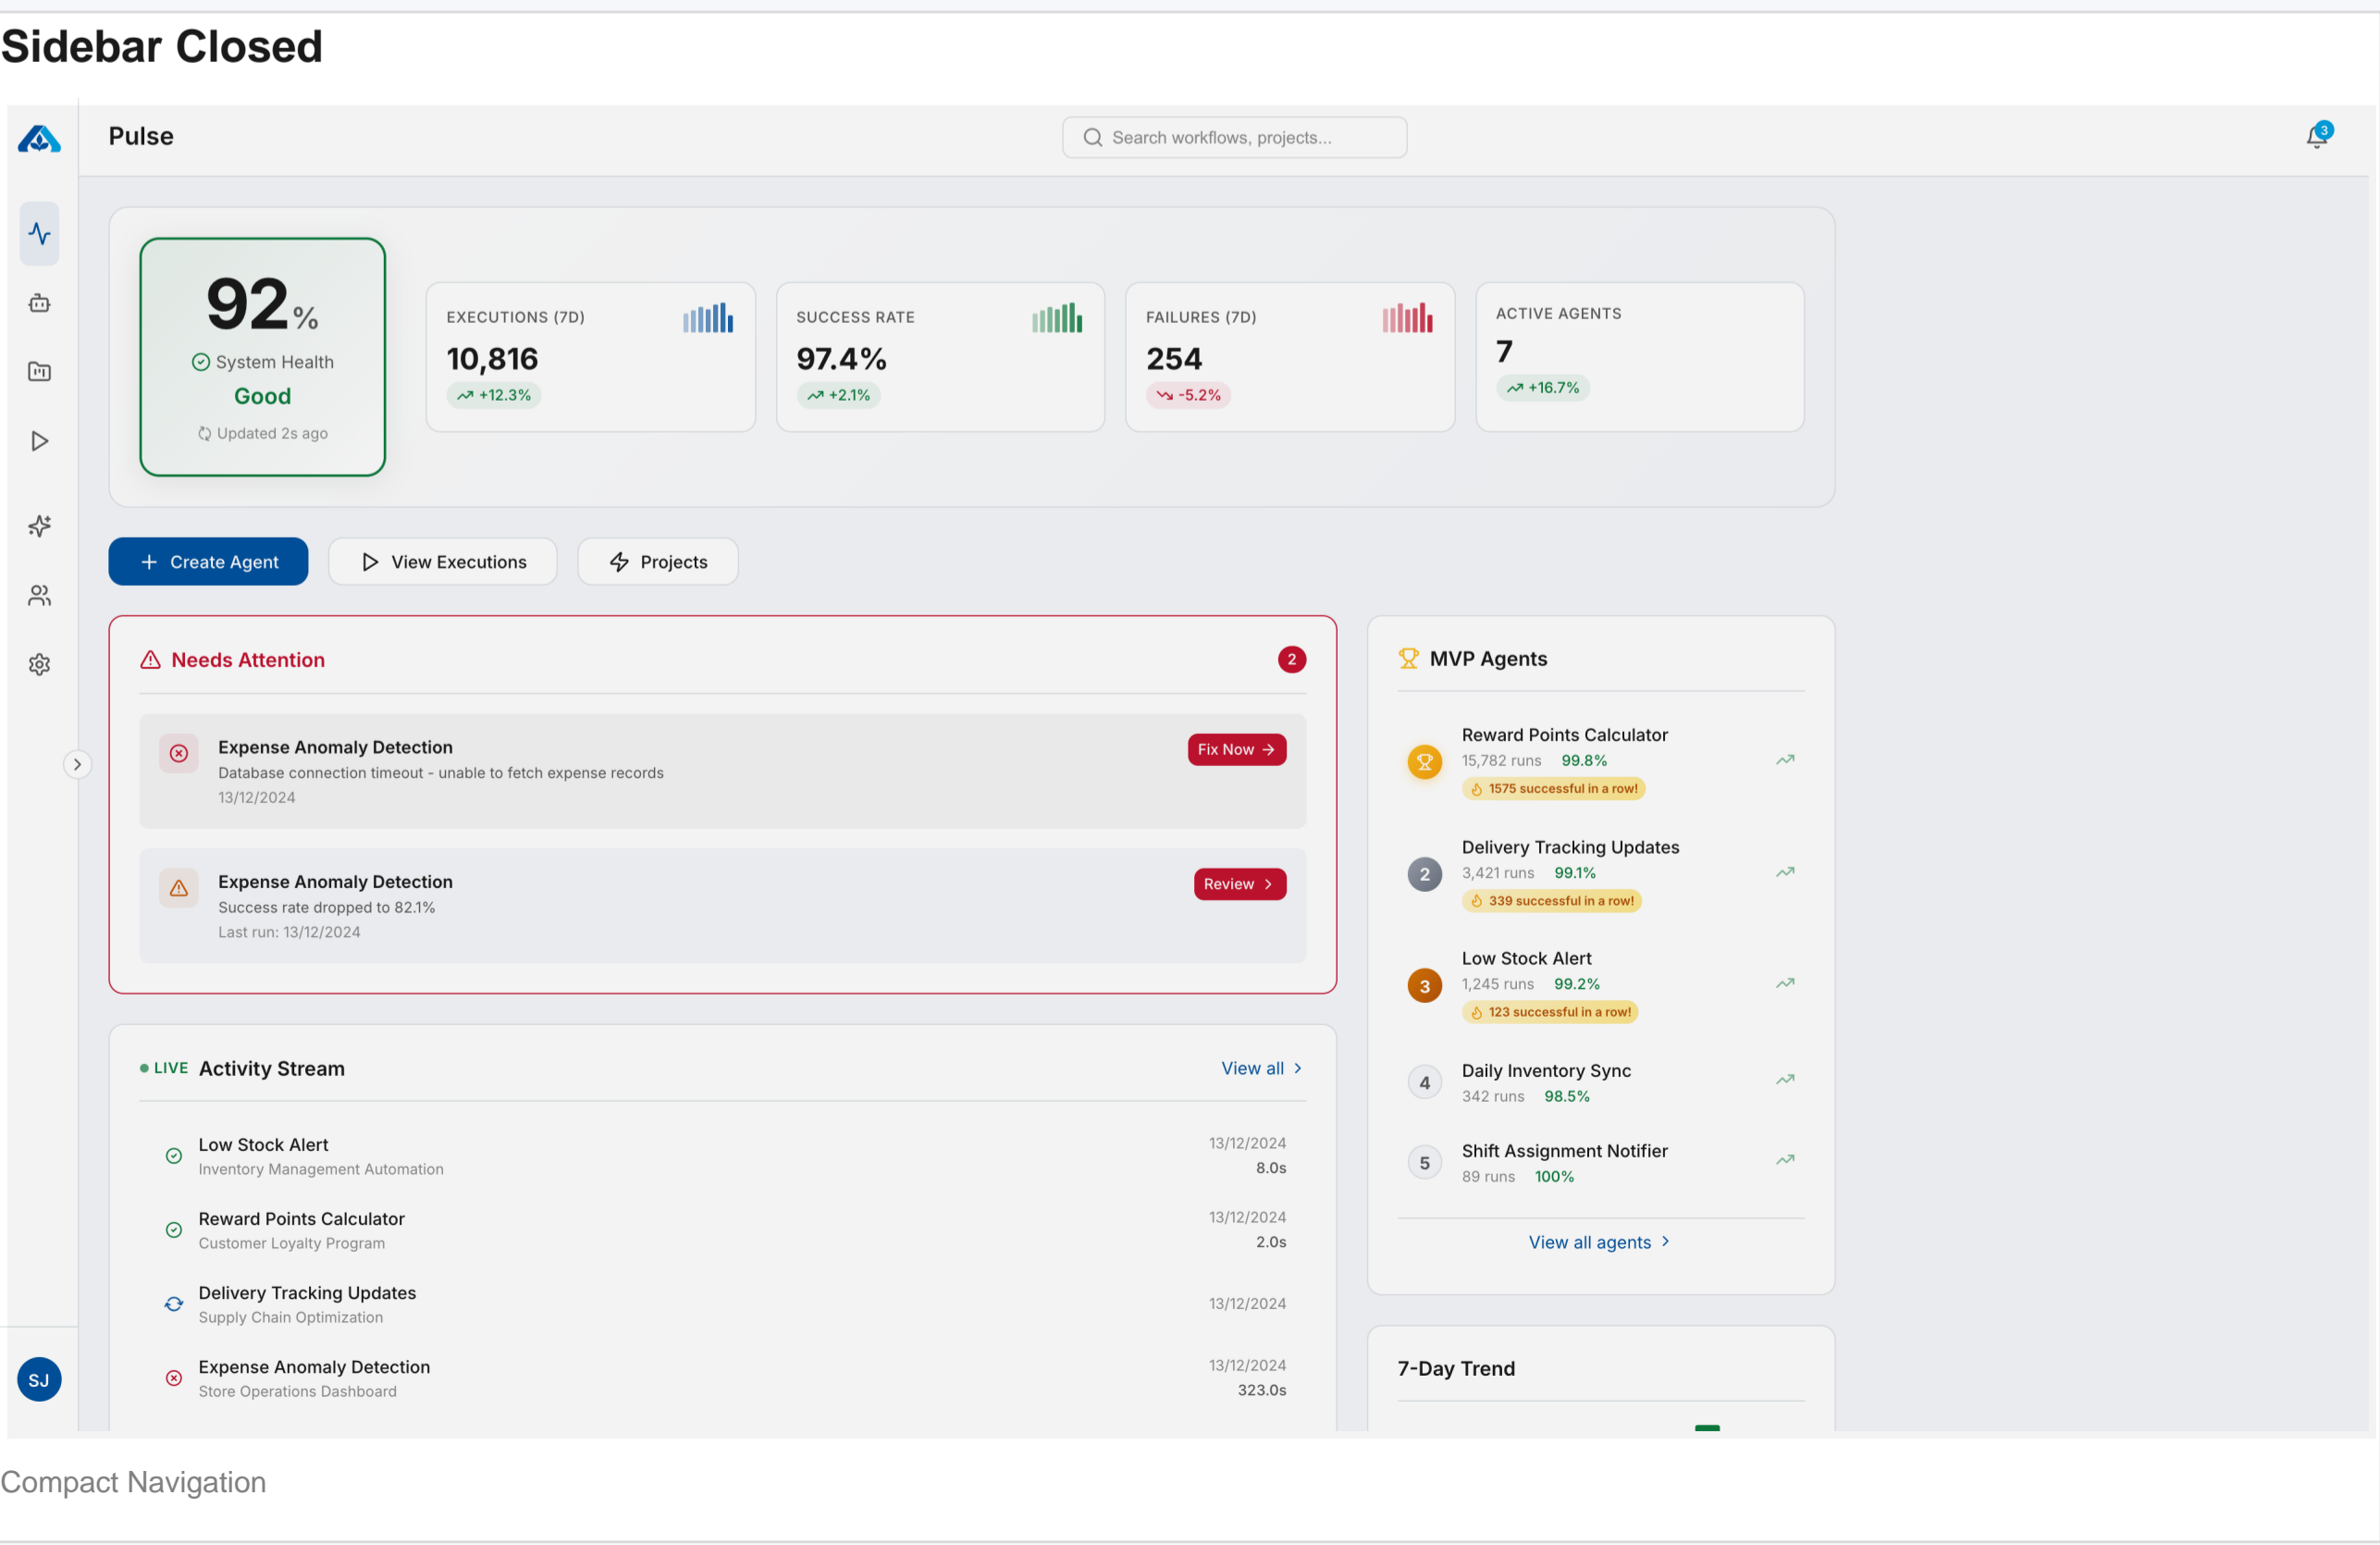 Sidebar Closed
Pulse
Search workflows, projects...
3
92%
System Health
Good
Updated 2s ago
EXECUTIONS (7D)
10,816
+12.3%
SUCCESS RATE
97.4%
+2.1%
FAILURES (7D)
254
-5.2%
ACTIVE AGENTS
7
+16.7%
Create Agent
View Executions
Projects
Needs Attention
2
Expense Anomaly Detection
Fix Now
Database connection timeout - unable to fetch expense records
13/12/2024
Expense Anomaly Detection
Review
Success rate dropped to 82.1%
Last run: 13/12/2024
LIVE Activity Stream
View all
Low Stock Alert
13/12/2024
Inventory Management Automation
8.0s
Reward Points Calculator
13/12/2024
Customer Loyalty Program
2.0s
Delivery Tracking Updates
13/12/2024
Supply Chain Optimization
Expense Anomaly Detection
13/12/2024
Store Operations Dashboard
323.0s
MVP Agents
Reward Points Calculator
15,782 runs 99.8%
1575 successful in a row!
2
Delivery Tracking Updates
3,421 runs 99.1%
339 successful in a row!
3
Low Stock Alert
1,245 runs 99.2%
123 successful in a row!
4
Daily Inventory Sync
342 runs 98.5%
5
Shift Assignment Notifier
89 runs 100%
View all agents
7-Day Trend
SJ
Compact Navigation